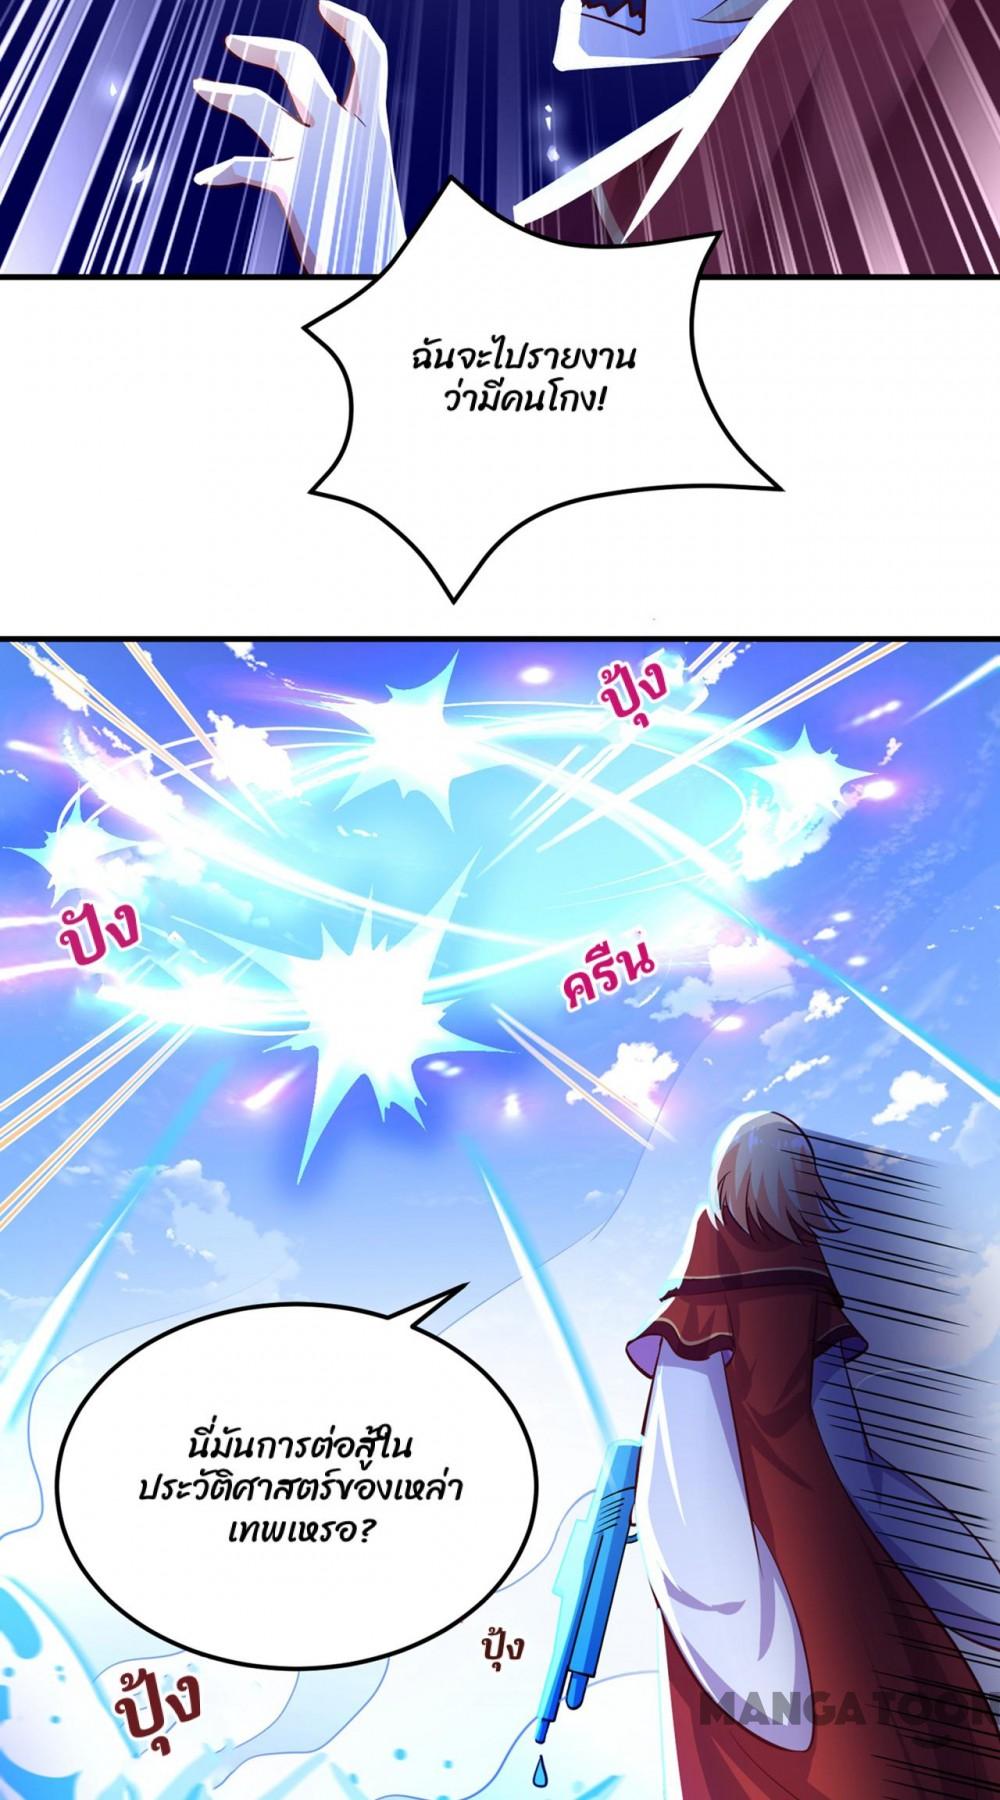 ฉันจะไปรายงาน
ว่ามีคนโกง!
ปุ้ง
ปัง
ครืน
นี่มันการต่อสู้ใน
ประวัติศาสตร์ของเหล่า
เทพเหรอ?
ปุ้ง
ปุ้ง
MANGATOON